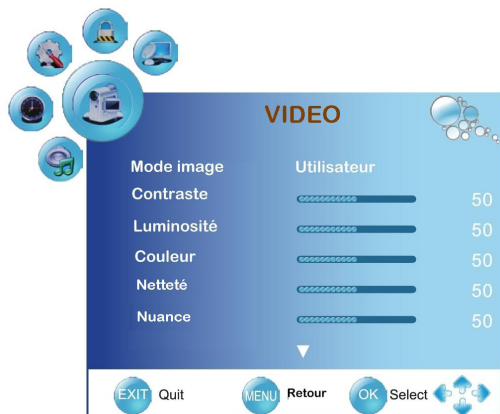 VIDEO
Mode image Utilisateur
Contraste 50
Luminosité 50
Couleur 50
Netteté 50
Nuance 50
EXIT Quit MENU Retour OK Select